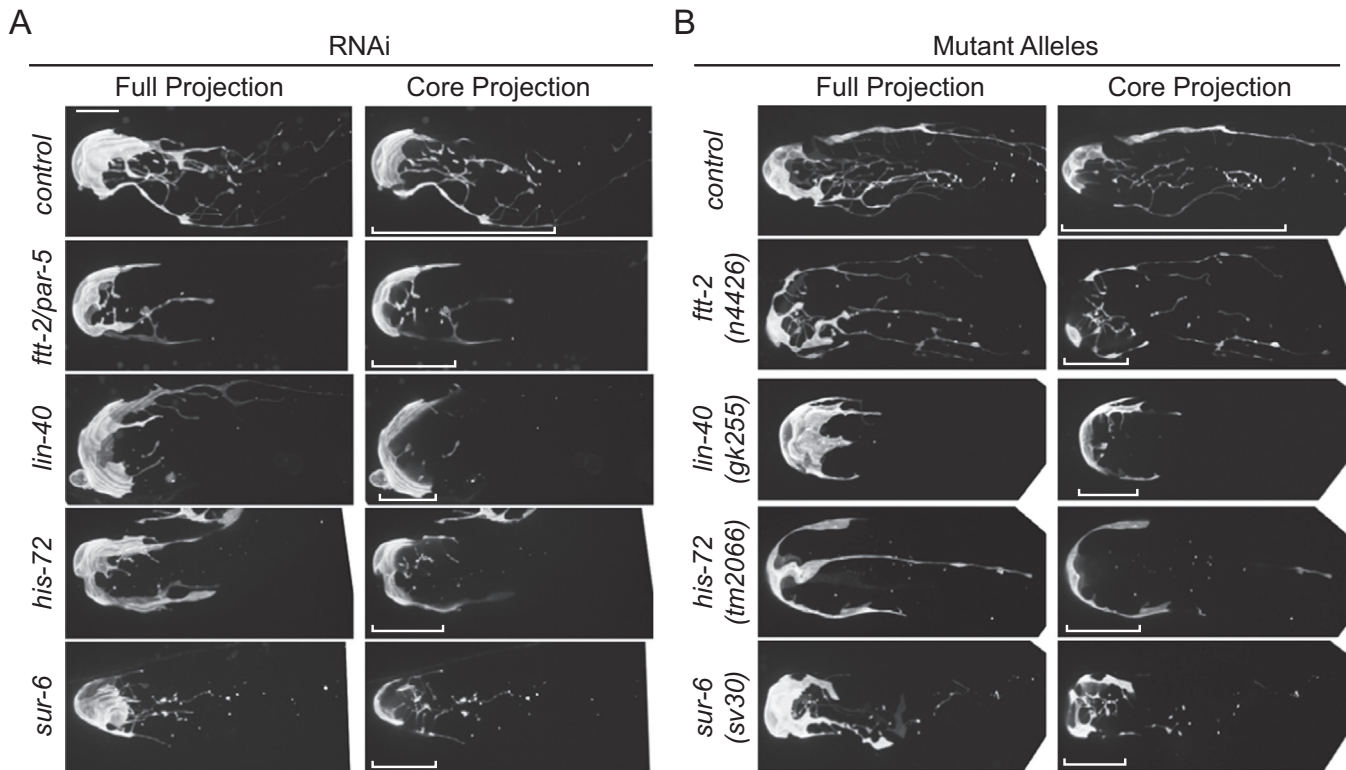 A
RNAi
Full Projection Core Projection
control
ftt-2/par-5
lin-40
his-72
sur-6
B
Mutant Alleles
Full Projection Core Projection
control
ftt-2
(n4426)
lin-40
(gk255)
his-72
(tm2066)
sur-6
(sv30)